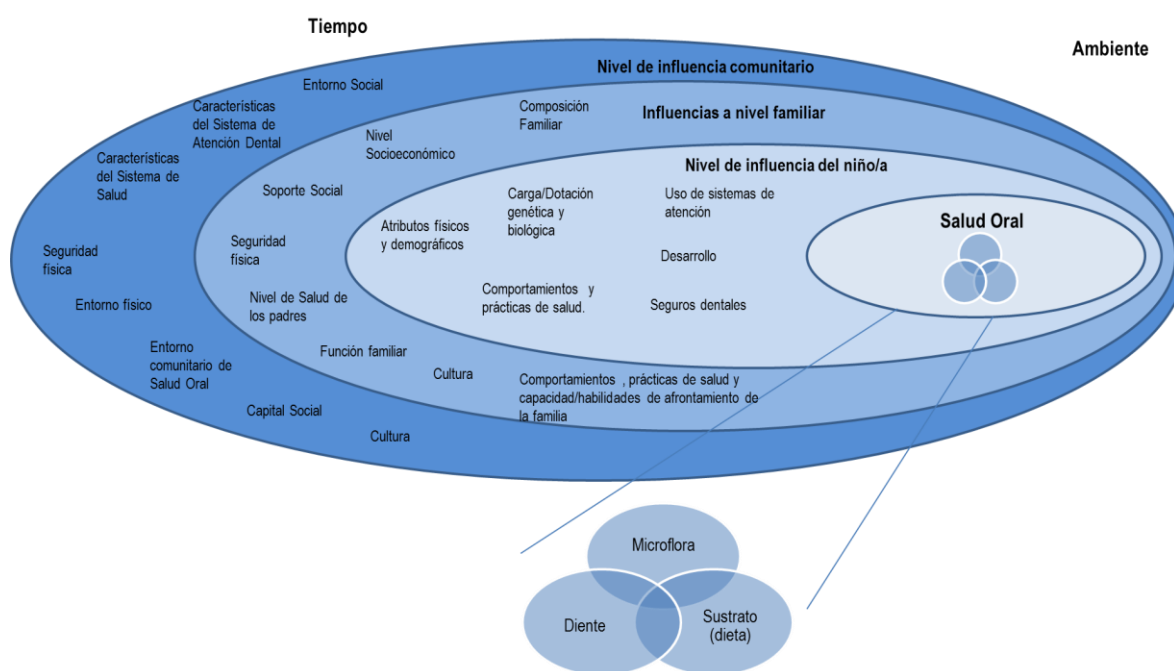 Tiempo
Ambiente
Nivel de influencia comunitario
Entorno Social
Características
del Sistema de
Atención Dental
Características
del Sistema de
Salud
Seguridad
física
Entorno físico
Entorno
comunitario de
Salud Oral
Capital Social
Cultura
Influencias a nivel familiar
Composición
Familiar
Nivel
Socioeconómico
Soporte Social
Seguridad
física
Nivel de Salud de
los padres
Función familiar
Cultura
Comportamientos , prácticas de salud y
capacidad/habilidades de afrontamiento de
la familia
Nivel de influencia del niño/a
Carga/Dotación
genética y
biológica
Uso de sistemas de
atención
Atributos físicos
y demográficos
Desarrollo
Comportamientos y
prácticas de salud.
Seguros dentales
Salud Oral
Microflora
Diente
Sustrato
(dieta)